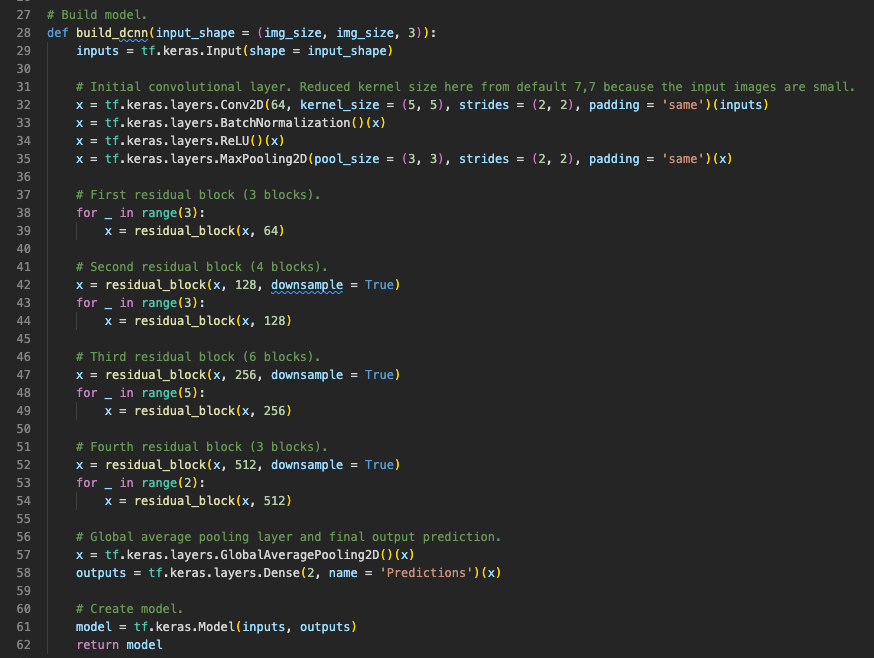 27 # Build model.
28 def build_dcnn(input_shape = (img_size, img_size, 3)):
29     inputs = tf.keras.Input(shape = input_shape)
30
31     # Initial convolutional layer. Reduced kernel size here from default 7,7 because the input images are small.
32     x = tf.keras.layers.Conv2D(64, kernel_size = (5, 5), strides = (2, 2), padding = 'same')(inputs)
33     x = tf.keras.layers.BatchNormalization()(x)
34     x = tf.keras.layers.ReLU()(x)
35     x = tf.keras.layers.MaxPooling2D(pool_size = (3, 3), strides = (2, 2), padding = 'same')(x)
36
37     # First residual block (3 blocks).
38     for _ in range(3):
39         x = residual_block(x, 64)
40
41     # Second residual block (4 blocks).
42     x = residual_block(x, 128, downsample = True)
43     for _ in range(3):
44         x = residual_block(x, 128)
45
46     # Third residual block (6 blocks).
47     x = residual_block(x, 256, downsample = True)
48     for _ in range(5):
49         x = residual_block(x, 256)
50
51     # Fourth residual block (3 blocks).
52     x = residual_block(x, 512, downsample = True)
53     for _ in range(2):
54         x = residual_block(x, 512)
55
56     # Global average pooling layer and final output prediction.
57     x = tf.keras.layers.GlobalAveragePooling2D()(x)
58     outputs = tf.keras.layers.Dense(2, name = 'Predictions')(x)
59
60     # Create model.
61     model = tf.keras.Model(inputs, outputs)
62     return model